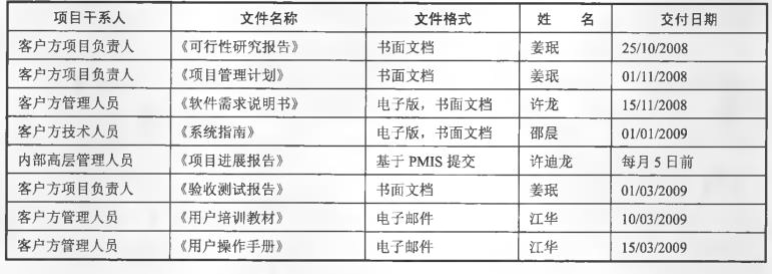 项目干系人 文件名称 文件格式 姓 名 交付日期
客户方项目负责人 《可行性研究报告》 书面文档 姜珉 25/10/2008
客户方项目负责人 《项目管理计划》 书面文档 姜珉 01/11/2008
客户方管理人员 《软件需求说明书》 电子版，书面文档 许龙 15/11/2008
客户方技术人员 《系统指南》 电子版，书面文档 邵晨 01/01/2009
内部高层管理人员 《项目进展报告》 基于 PMIS 提交 许迪龙 每月 5 日前
客户方项目负责人 《验收测试报告》 书面文档 姜珉 01/03/2009
客户方管理人员 《用户培训教材》 电子邮件 江华 10/03/2009
客户方管理人员 《用户操作手册》 电子邮件 江华 15/03/2009